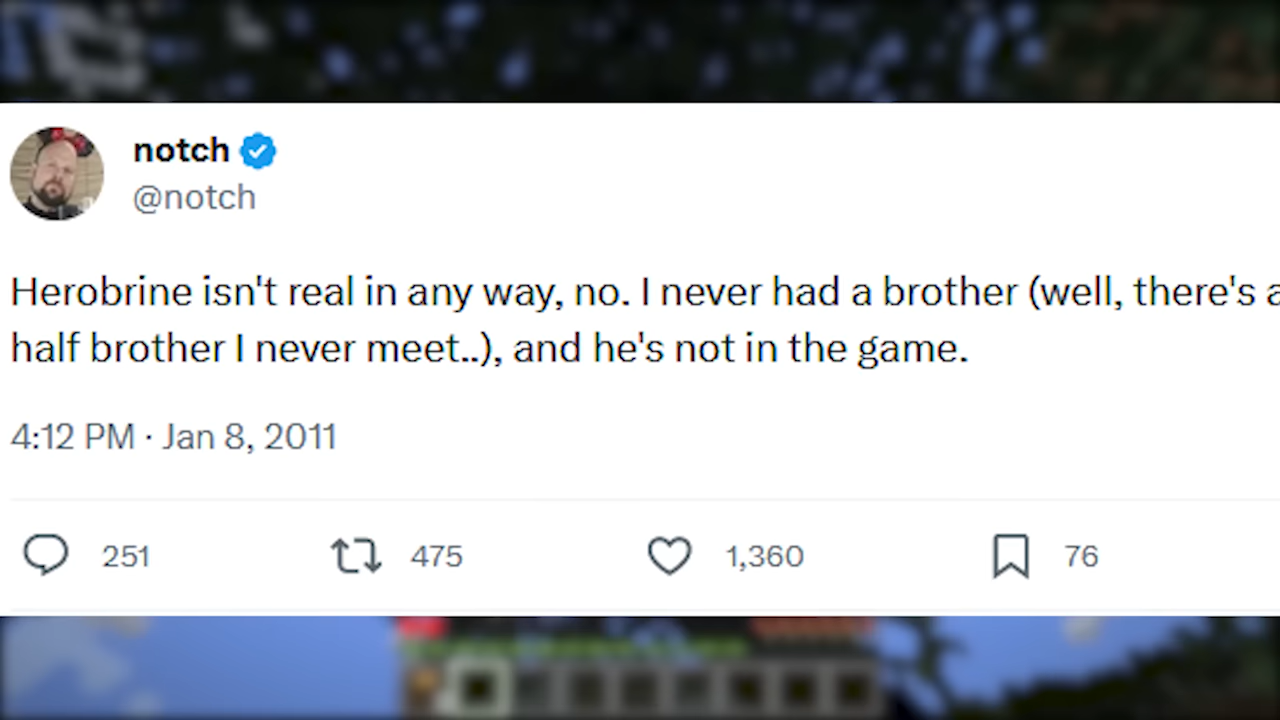 notch
@notch
Herobrine isn't real in any way, no. I never had a brother (well, there's a
half brother I never meet..), and he's not in the game.
4:12 PM · Jan 8, 2011
251 475 1,360 76